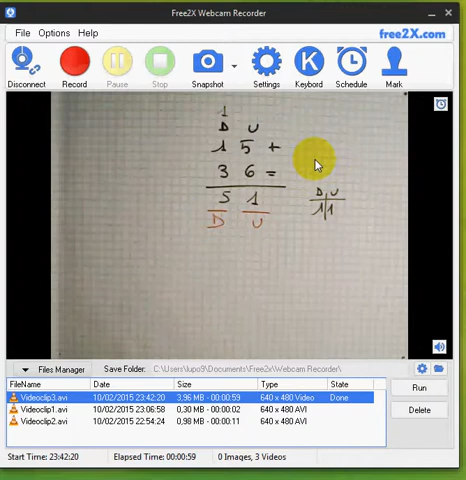 Free2X Webcam Recorder
File Options Help
free2X.com
Disconnect Record Pause Stop Snapshot Settings Keybord Schedule Mark
1
D U
1 5 +
3 6 =
5 1
D U
D U
1 1
Files Manager Save Folder: C:\Users\lupo9\Documents\Free2x\Webcam Recorder\
FileName Date Size Type State
Videoclip3.avi 10/02/2015 23:42:20 3,96 MB - 00:00:59 640 x 480 Video Done
Videoclip1.avi 10/02/2015 23:06:58 0,30 MB - 00:00:02 640 x 480 AVI
Videoclip2.avi 10/02/2015 22:54:24 0,98 MB - 00:00:11 640 x 480 AVI
Run
Delete
Start Time: 23:42:20 Elapsed Time: 00:00:59 0 Images, 3 Videos